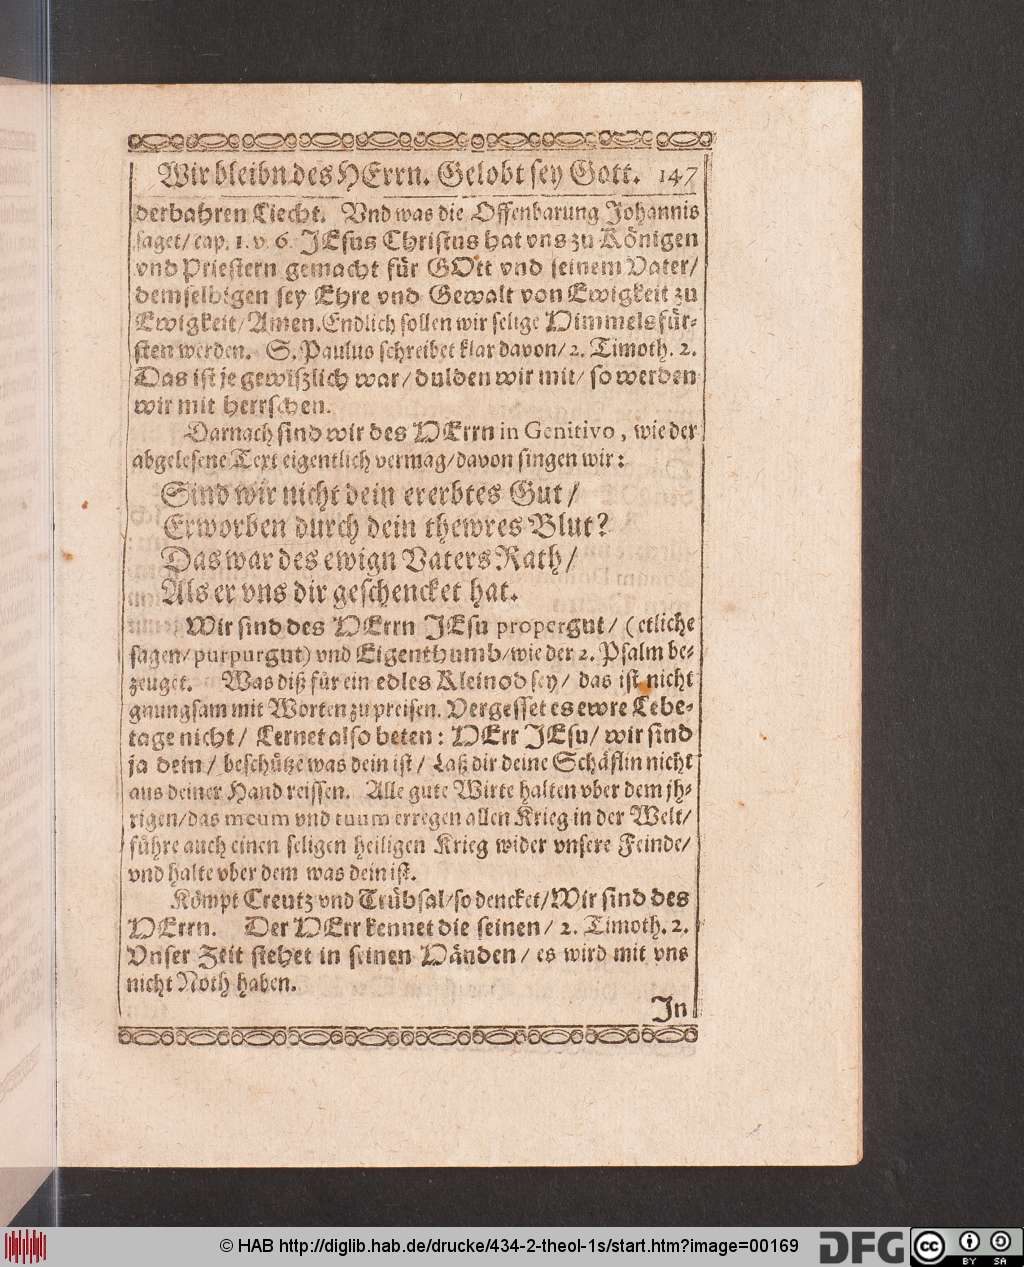 Wir bleibn des HErrn. Gelobt sey Gott. 147
derbahren Liecht. Vnd was die Offenbarung Johannis
saget/ cap. 1. v. 6. JEsus Christus hat vns zu Königen
vnd Priestern gemacht für GOtt vnd seinem Vater/
demselbigen sey Ehre vnd Gewalt von Ewigkeit zu
Ewigkeit/ Amen. Endlich sollen wir selige Himmelsfür-
sten werden. S. Paulus schreibet klar davon/ 2. Timoth. 2.
Das ist je gewißlich war/ dulden wir mit/ so werden
wir mit herrschen.
Darnach sind wir des HErrn in Genitivo, wie der
abgelesene Text eigentlich vermag/ davon singen wir:
Sind wir nicht dein ererbtes Gut/
Erworben durch dein thewres Blut?
Das war des ewign Vaters Rath/
Als er vns dir geschencket hat.
Wir sind des HErrn JEsu propergut/ (etliche
sagen/ purpurgut) vnd Eigenthumb/ wie der 2. Psalm be-
zeuget. Was diß für ein edles Kleinod sey/ das ist nicht
gnungsam mit Worten zu preisen. Vergesset es ewre Lebe-
tage nicht/ Lernet also beten: HErr JEsu/ wir sind
ja dein/ beschütze was dein ist/ Laß dir deine Schäflin nicht
aus deiner Hand reissen. Alle gute Wirte halten vber dem jh-
rigen/ das meum vnd tuum erregen allen Krieg in der Welt/
führe auch einen seligen heiligen Krieg wider vnsere Feinde/
vnd halte vber dem was dein ist.
Kömpt Creutz vnd Trübsal/ so dencket/ Wir sind des
HErrn. Der HErr kennet die seinen/ 2. Timoth. 2.
Vnser Zeit stehet in seinen Händen/ es wird mit vns
nicht Noth haben.
In
© HAB http://diglib.hab.de/drucke/434-2-theol-1s/start.htm?image=00169
DFG
cc
BY SA